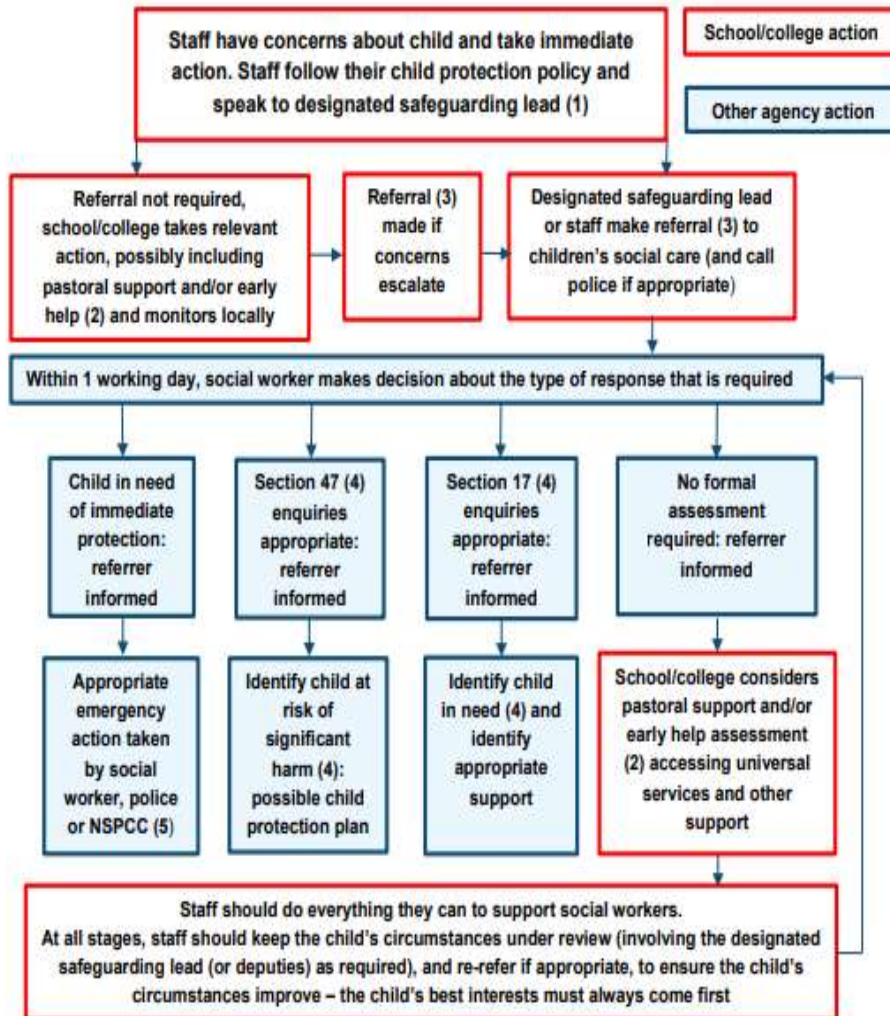 Staff have concerns about child and take immediate
action. Staff follow their child protection policy and
speak to designated safeguarding lead (1)
School/college action
Other agency action
Referral not required,
school/college takes relevant
action, possibly including
pastoral support and/or early
help (2) and monitors locally
Referral (3)
made if
concerns
escalate
Designated safeguarding lead
or staff make referral (3) to
children's social care (and call
police if appropriate)
Within 1 working day, social worker makes decision about the type of response that is required
Child in need
of immediate
protection:
referrer
informed
Section 47 (4)
enquiries
appropriate:
referrer
informed
Section 17 (4)
enquiries
appropriate:
referrer
informed
No formal
assessment
required: referrer
informed
Appropriate
emergency
action taken
by social
worker, police
or NSPCC (5)
Identify child at
risk of
significant
harm (4):
possible child
protection plan
Identify child
in need (4) and
identify
appropriate
support
School/college considers
pastoral support and/or
early help assessment
(2) accessing universal
services and other
support
Staff should do everything they can to support social workers.
At all stages, staff should keep the child's circumstances under review (involving the designated
safeguarding lead (or deputies) as required), and re-refer if appropriate, to ensure the child's
circumstances improve – the child's best interests must always come first